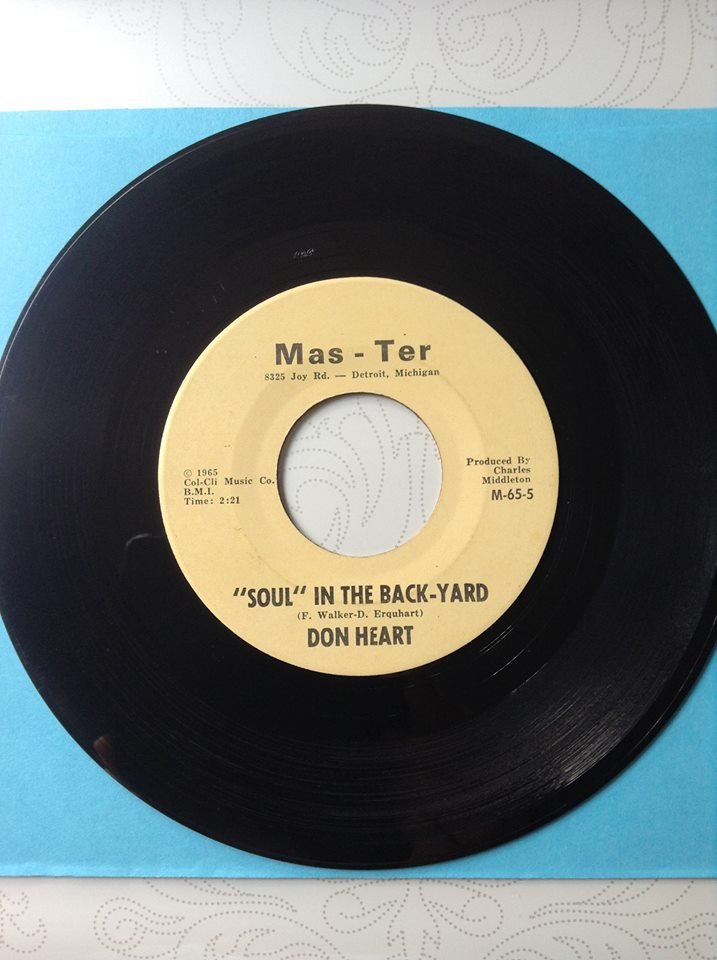 Mas - Ter
8325 Joy Rd. — Detroit, Michigan
© 1965
Col-Cli Music Co.
B.M.I.
Time: 2:21
Produced By
Charles
Middleton
M-65-5
"SOUL" IN THE BACK-YARD
(F. Walker-D. Erquhart)
DON HEART